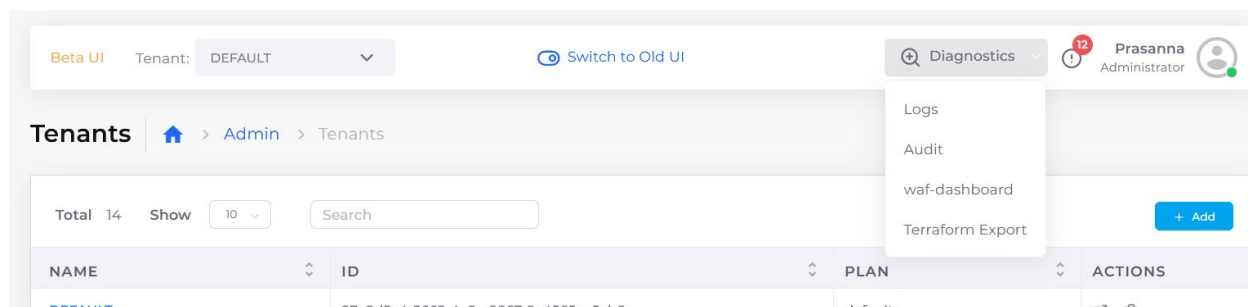 Beta UI Tenant: DEFAULT Switch to Old UI Diagnostics 12 Prasanna
Administrator
Logs
Tenants > Admin > Tenants
Audit
waf-dashboard
Total 14 Show 10 Search + Add
Terraform Export
NAME ID PLAN ACTIONS